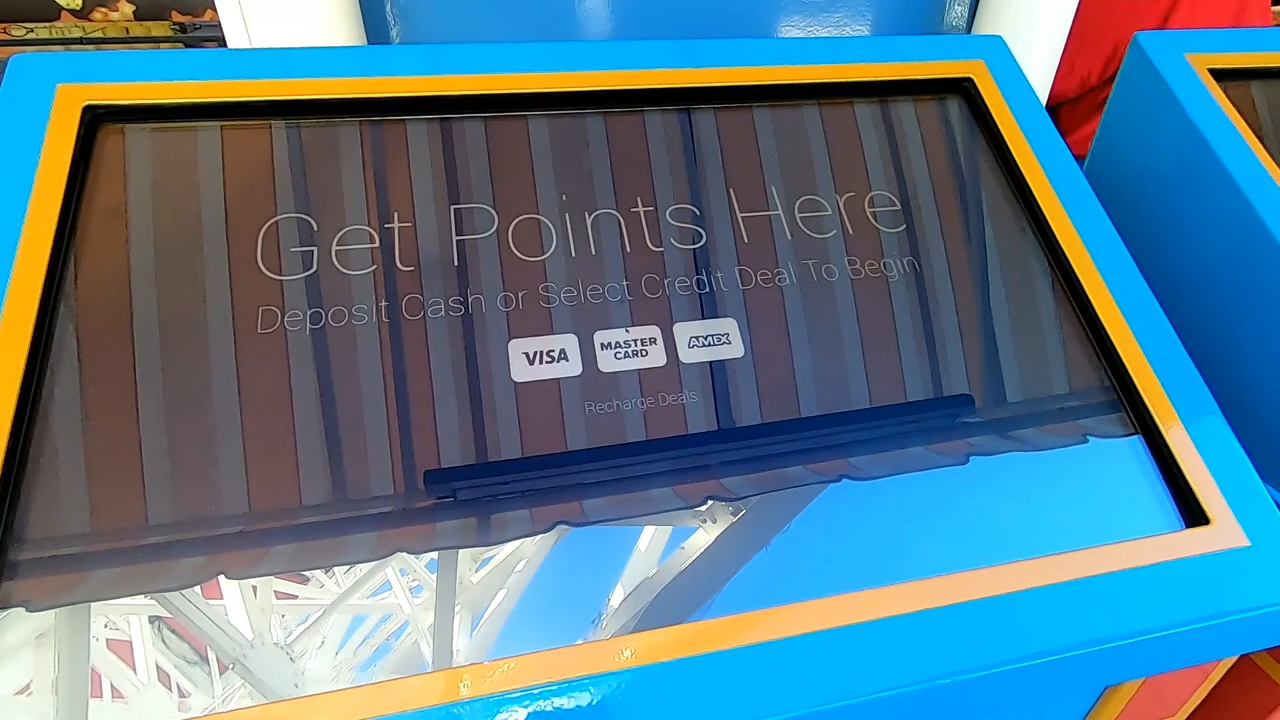 Get Points Here
Deposit Cash or Select Credit Deal To Begin
VISA
MASTER
CARD
AMEX
Recharge Deals